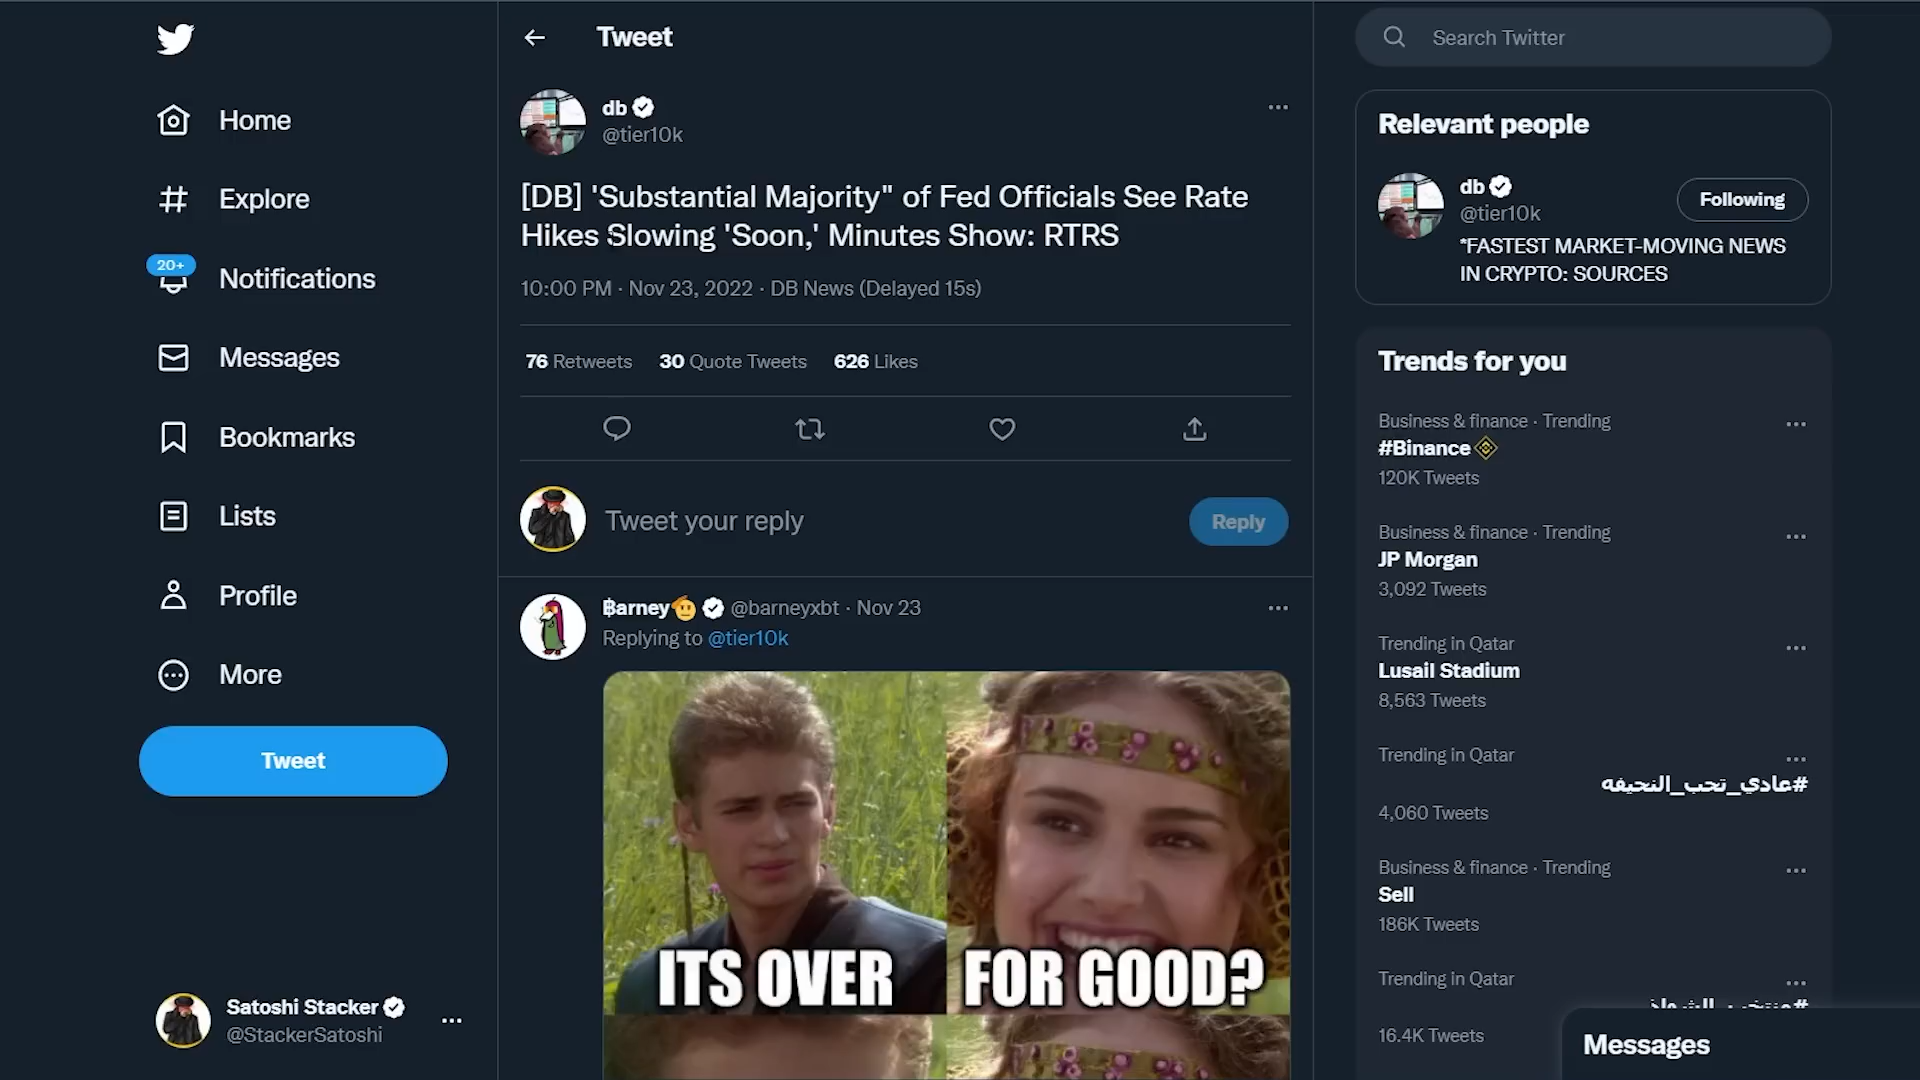 Home
Explore
20+
Notifications
Messages
Bookmarks
Lists
Profile
More
Tweet
Satoshi Stacker
@StackerSatoshi
Tweet
db
@tier10k
[DB] 'Substantial Majority" of Fed Officials See Rate
Hikes Slowing 'Soon,' Minutes Show: RTRS
10:00 PM · Nov 23, 2022 · DB News (Delayed 15s)
76 Retweets 30 Quote Tweets 626 Likes
Tweet your reply
Reply
₿arney @barneyxbt · Nov 23
Replying to @tier10k
ITS OVER
FOR GOOD?
Search Twitter
Relevant people
db
@tier10k
Following
*FASTEST MARKET-MOVING NEWS
IN CRYPTO: SOURCES
Trends for you
Business & finance · Trending
#Binance
120K Tweets
Business & finance · Trending
JP Morgan
3,092 Tweets
Trending in Qatar
Lusail Stadium
8,563 Tweets
Trending in Qatar
#عادي_تحب_النحيفه
4,060 Tweets
Business & finance · Trending
Sell
186K Tweets
Trending in Qatar
16.4K Tweets
Messages